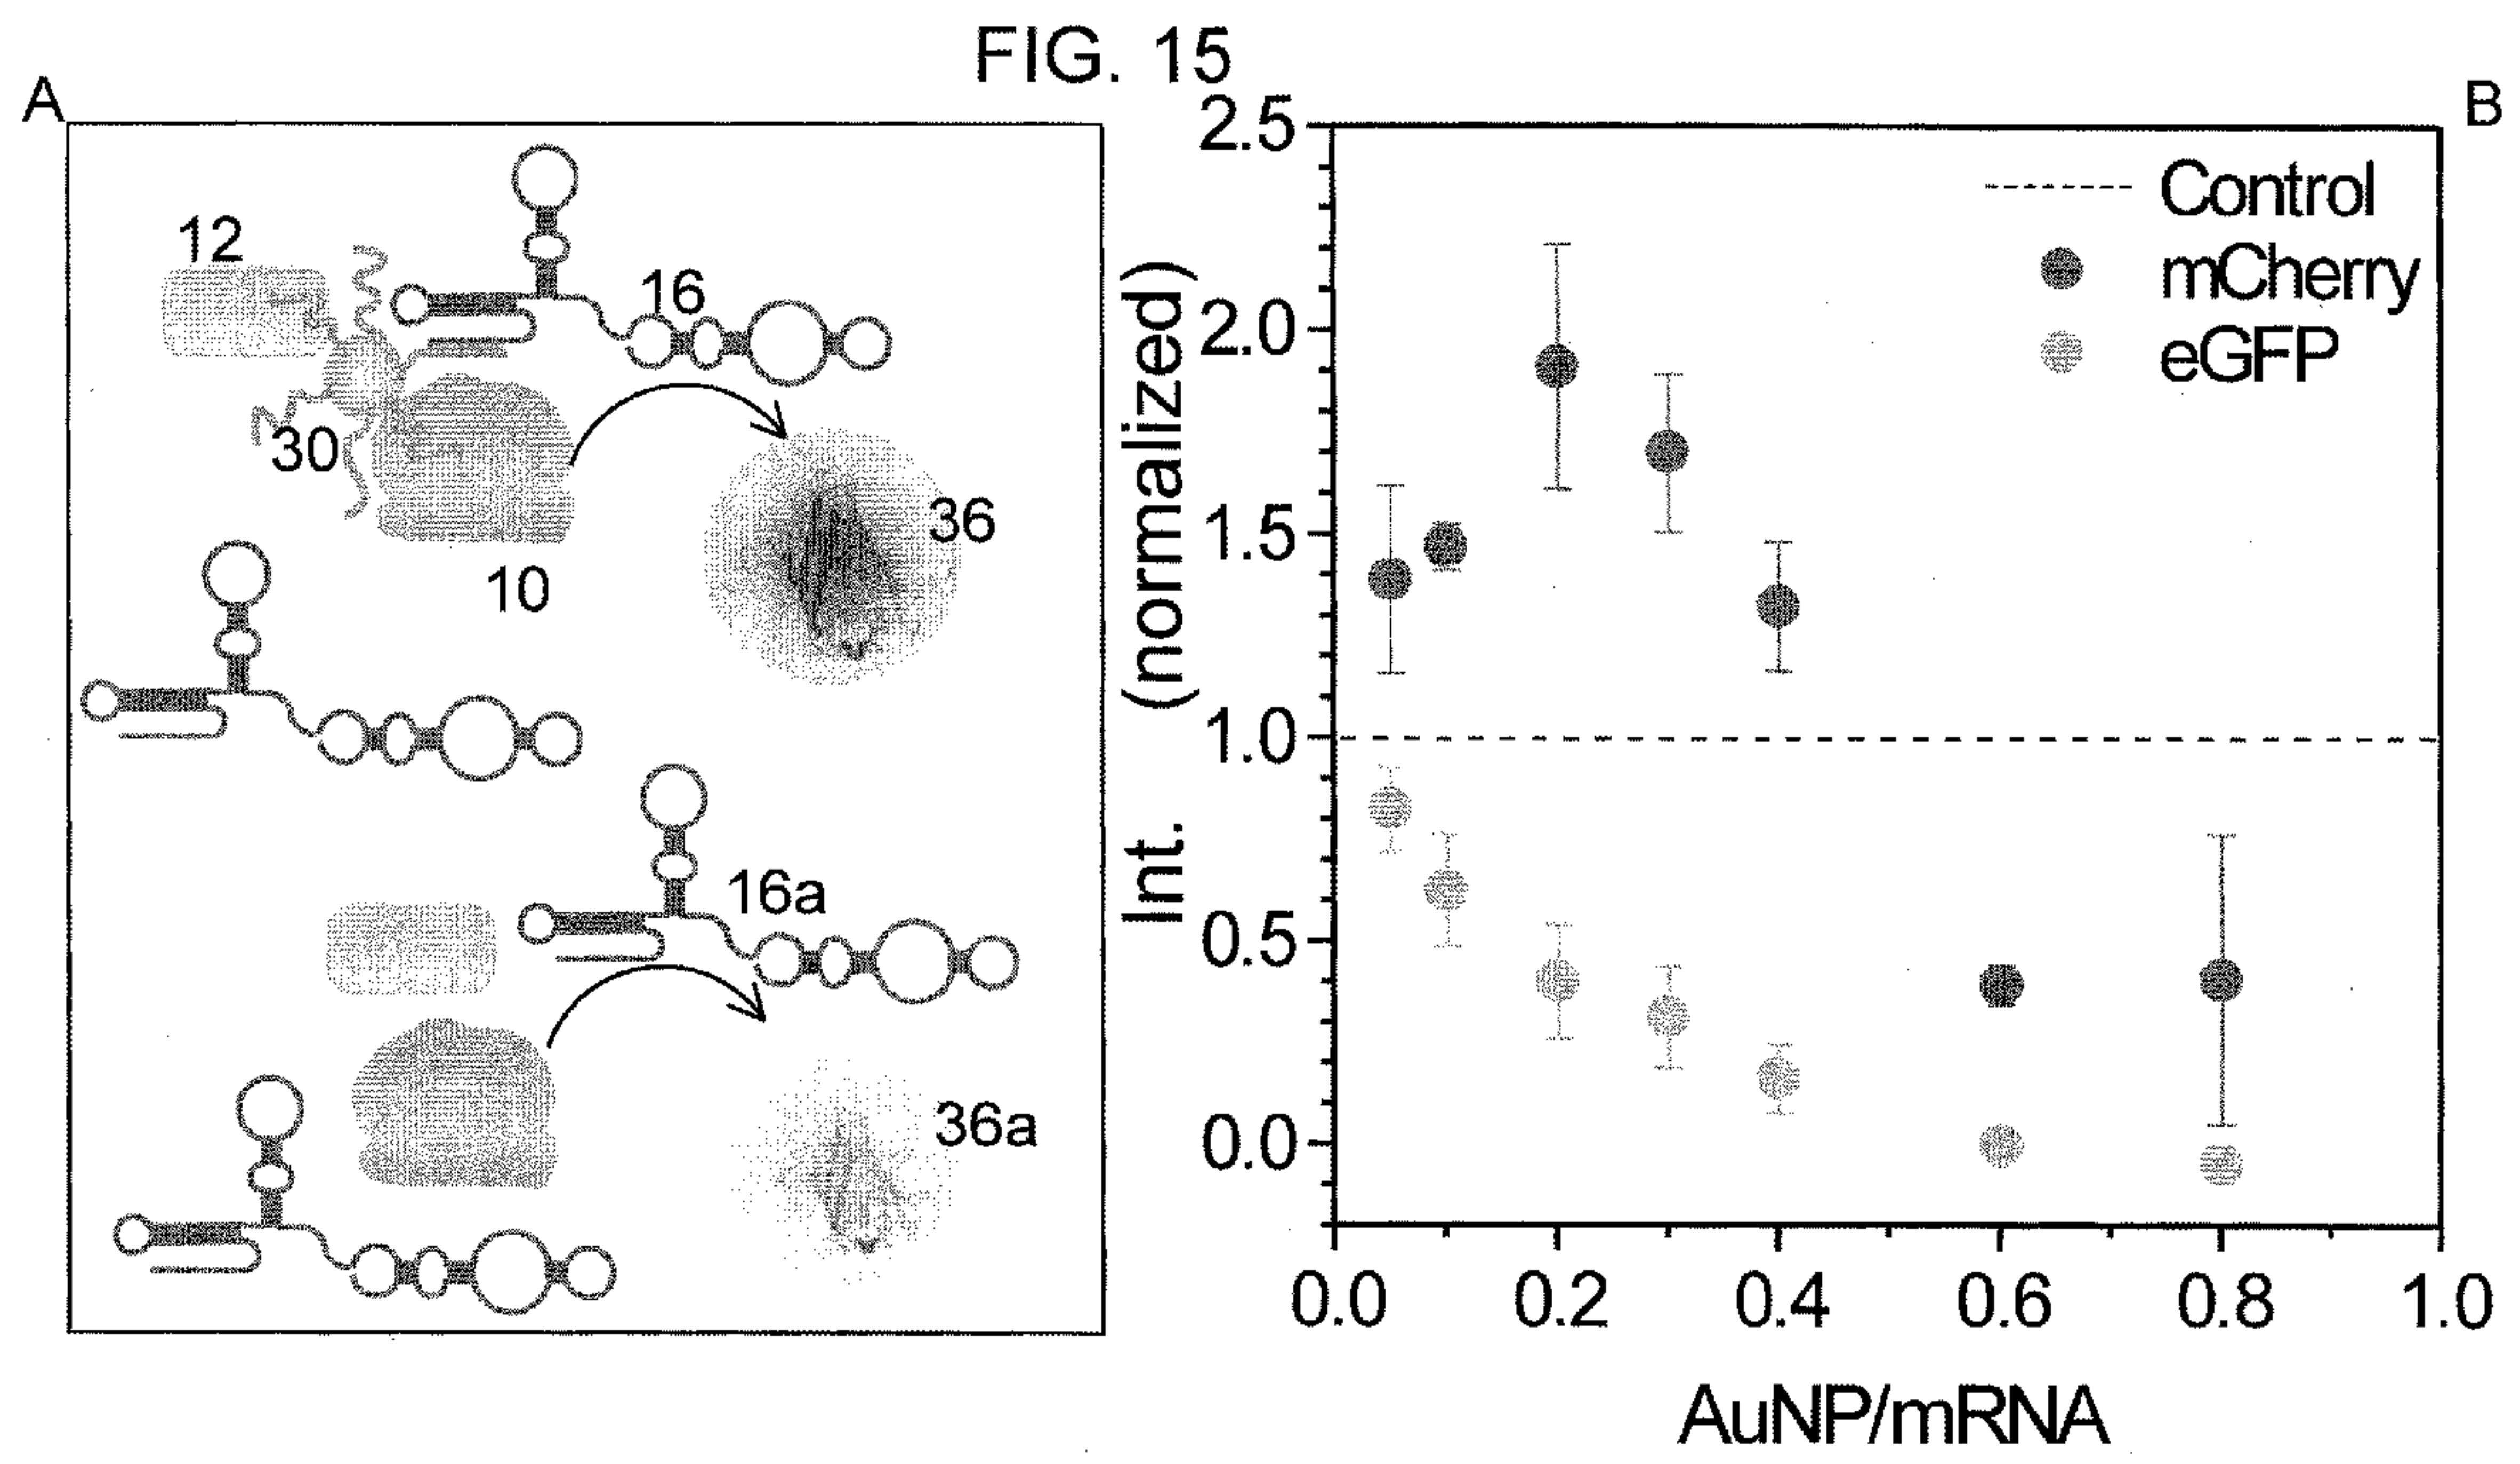 FIG. 15
A
12
16
30
10
36
16a
36a
B
2.5
2.0
1.5
1.0
0.5
0.0
Int. (normalized)
Control
mCherry
eGFP
0.0 0.2 0.4 0.6 0.8 1.0
AuNP/mRNA